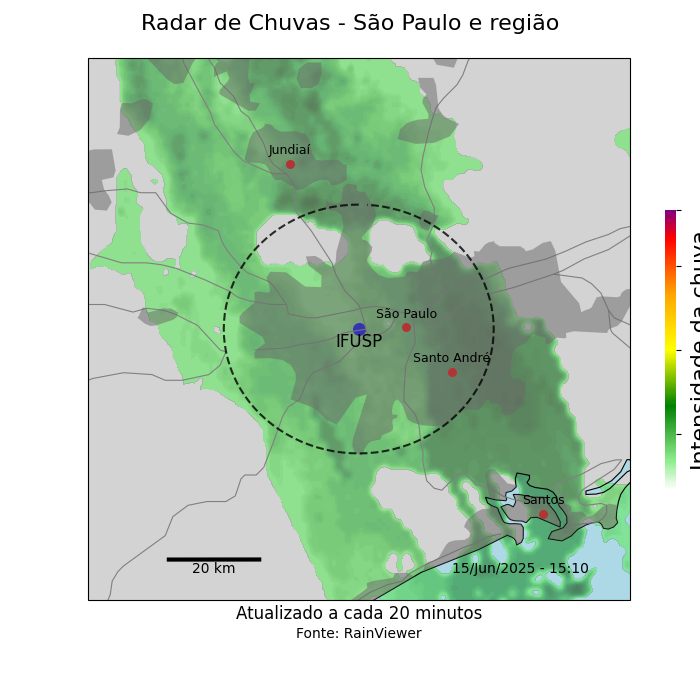 Radar de Chuvas - São Paulo e região
Jundiaí
São Paulo
IFUSP
Santo André
Santos
20 km
15/Jun/2025 - 15:10
Intensidade da chuva
Atualizado a cada 20 minutos
Fonte: RainViewer